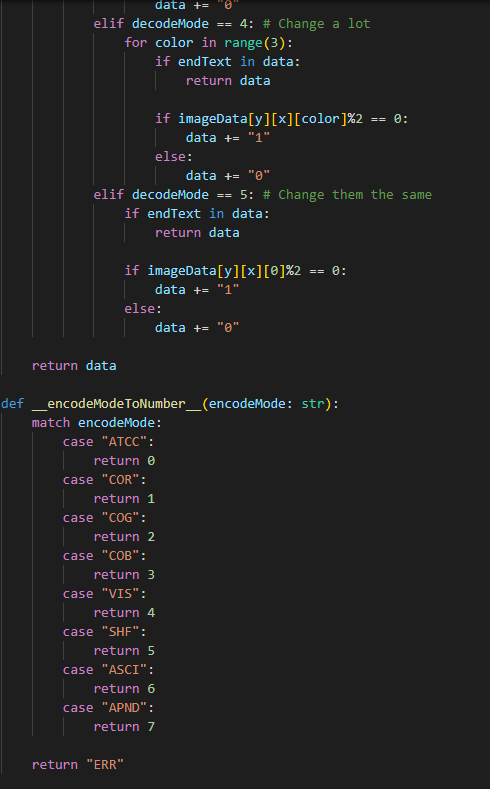 data += "0"
elif decodeMode == 4: # Change a lot
for color in range(3):
if endText in data:
return data
if imageData[y][x][color]%2 == 0:
data += "1"
else:
data += "0"
elif decodeMode == 5: # Change them the same
if endText in data:
return data
if imageData[y][x][0]%2 == 0:
data += "1"
else:
data += "0"
return data
def __encodeModeToNumber__(encodeMode: str):
match encodeMode:
case "ATCC":
return 0
case "COR":
return 1
case "COG":
return 2
case "COB":
return 3
case "VIS":
return 4
case "SHF":
return 5
case "ASCI":
return 6
case "APND":
return 7
return "ERR"